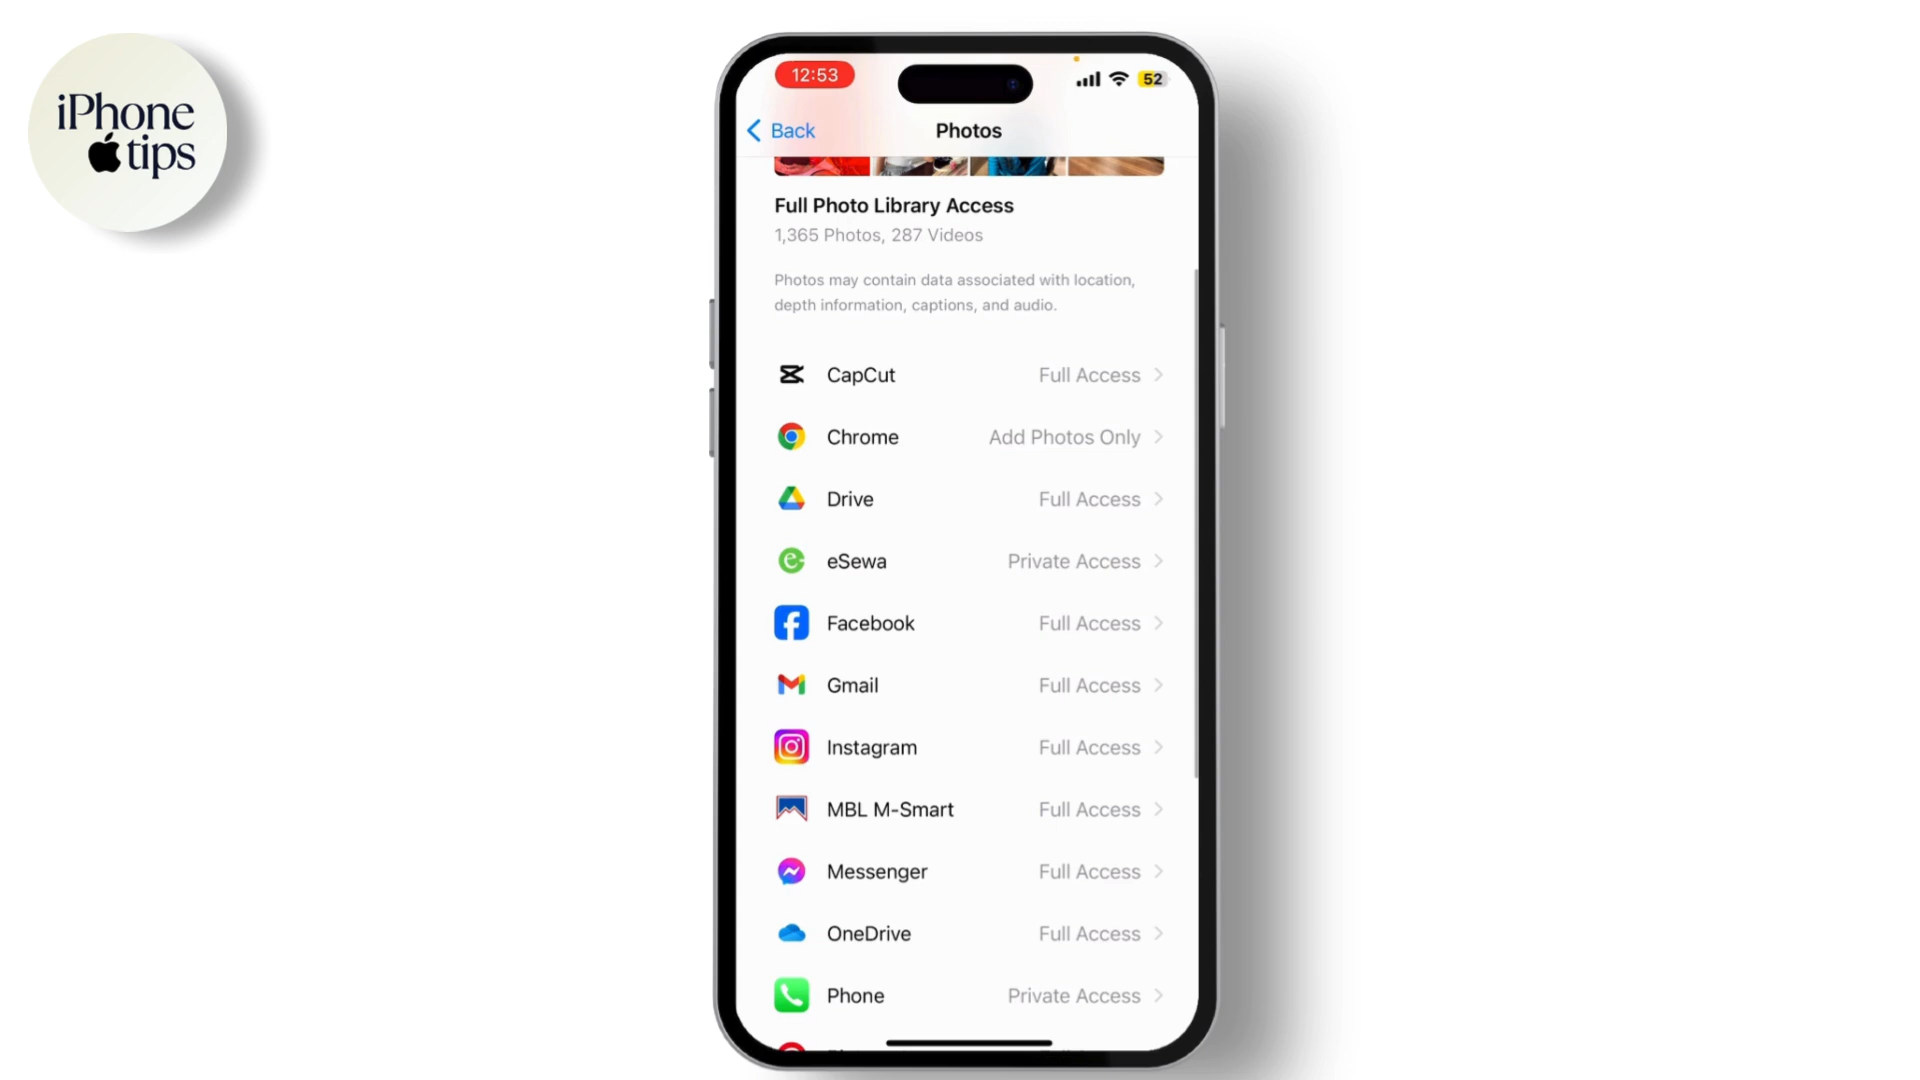 iPhone
tips
12:53
52
Back
Photos
Full Photo Library Access
1,365 Photos, 287 Videos
Photos may contain data associated with location,
depth information, captions, and audio.
CapCut Full Access
Chrome Add Photos Only
Drive Full Access
eSewa Private Access
Facebook Full Access
Gmail Full Access
Instagram Full Access
MBL M-Smart Full Access
Messenger Full Access
OneDrive Full Access
Phone Private Access